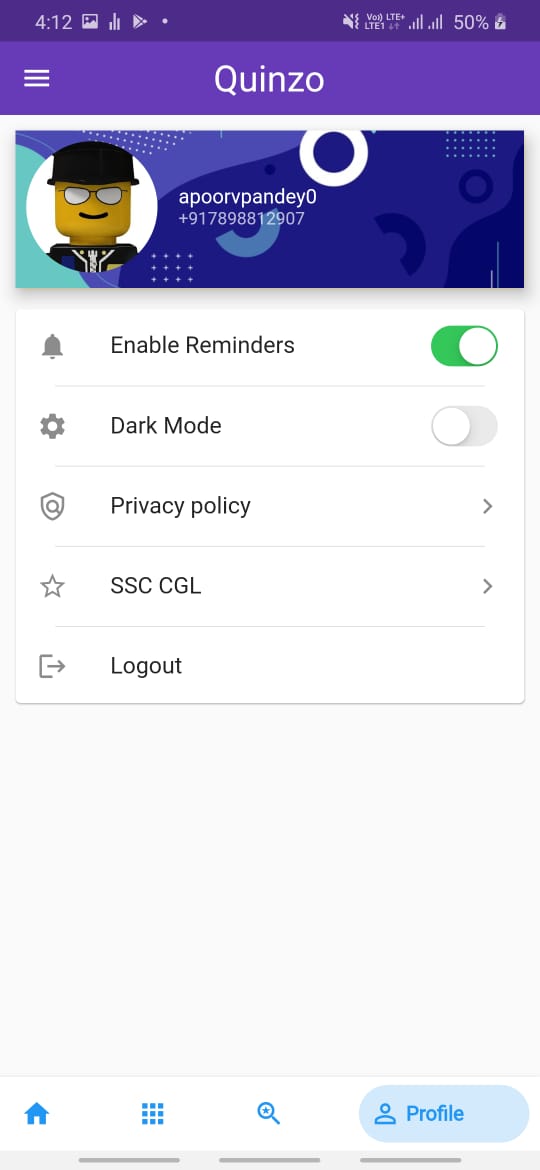 4:12
Vo)) LTE+
LTE1 ↓↑
50%
Quinzo
apoorvpandey0
+917898812907
Enable Reminders
Dark Mode
Privacy policy
SSC CGL
Logout
Profile